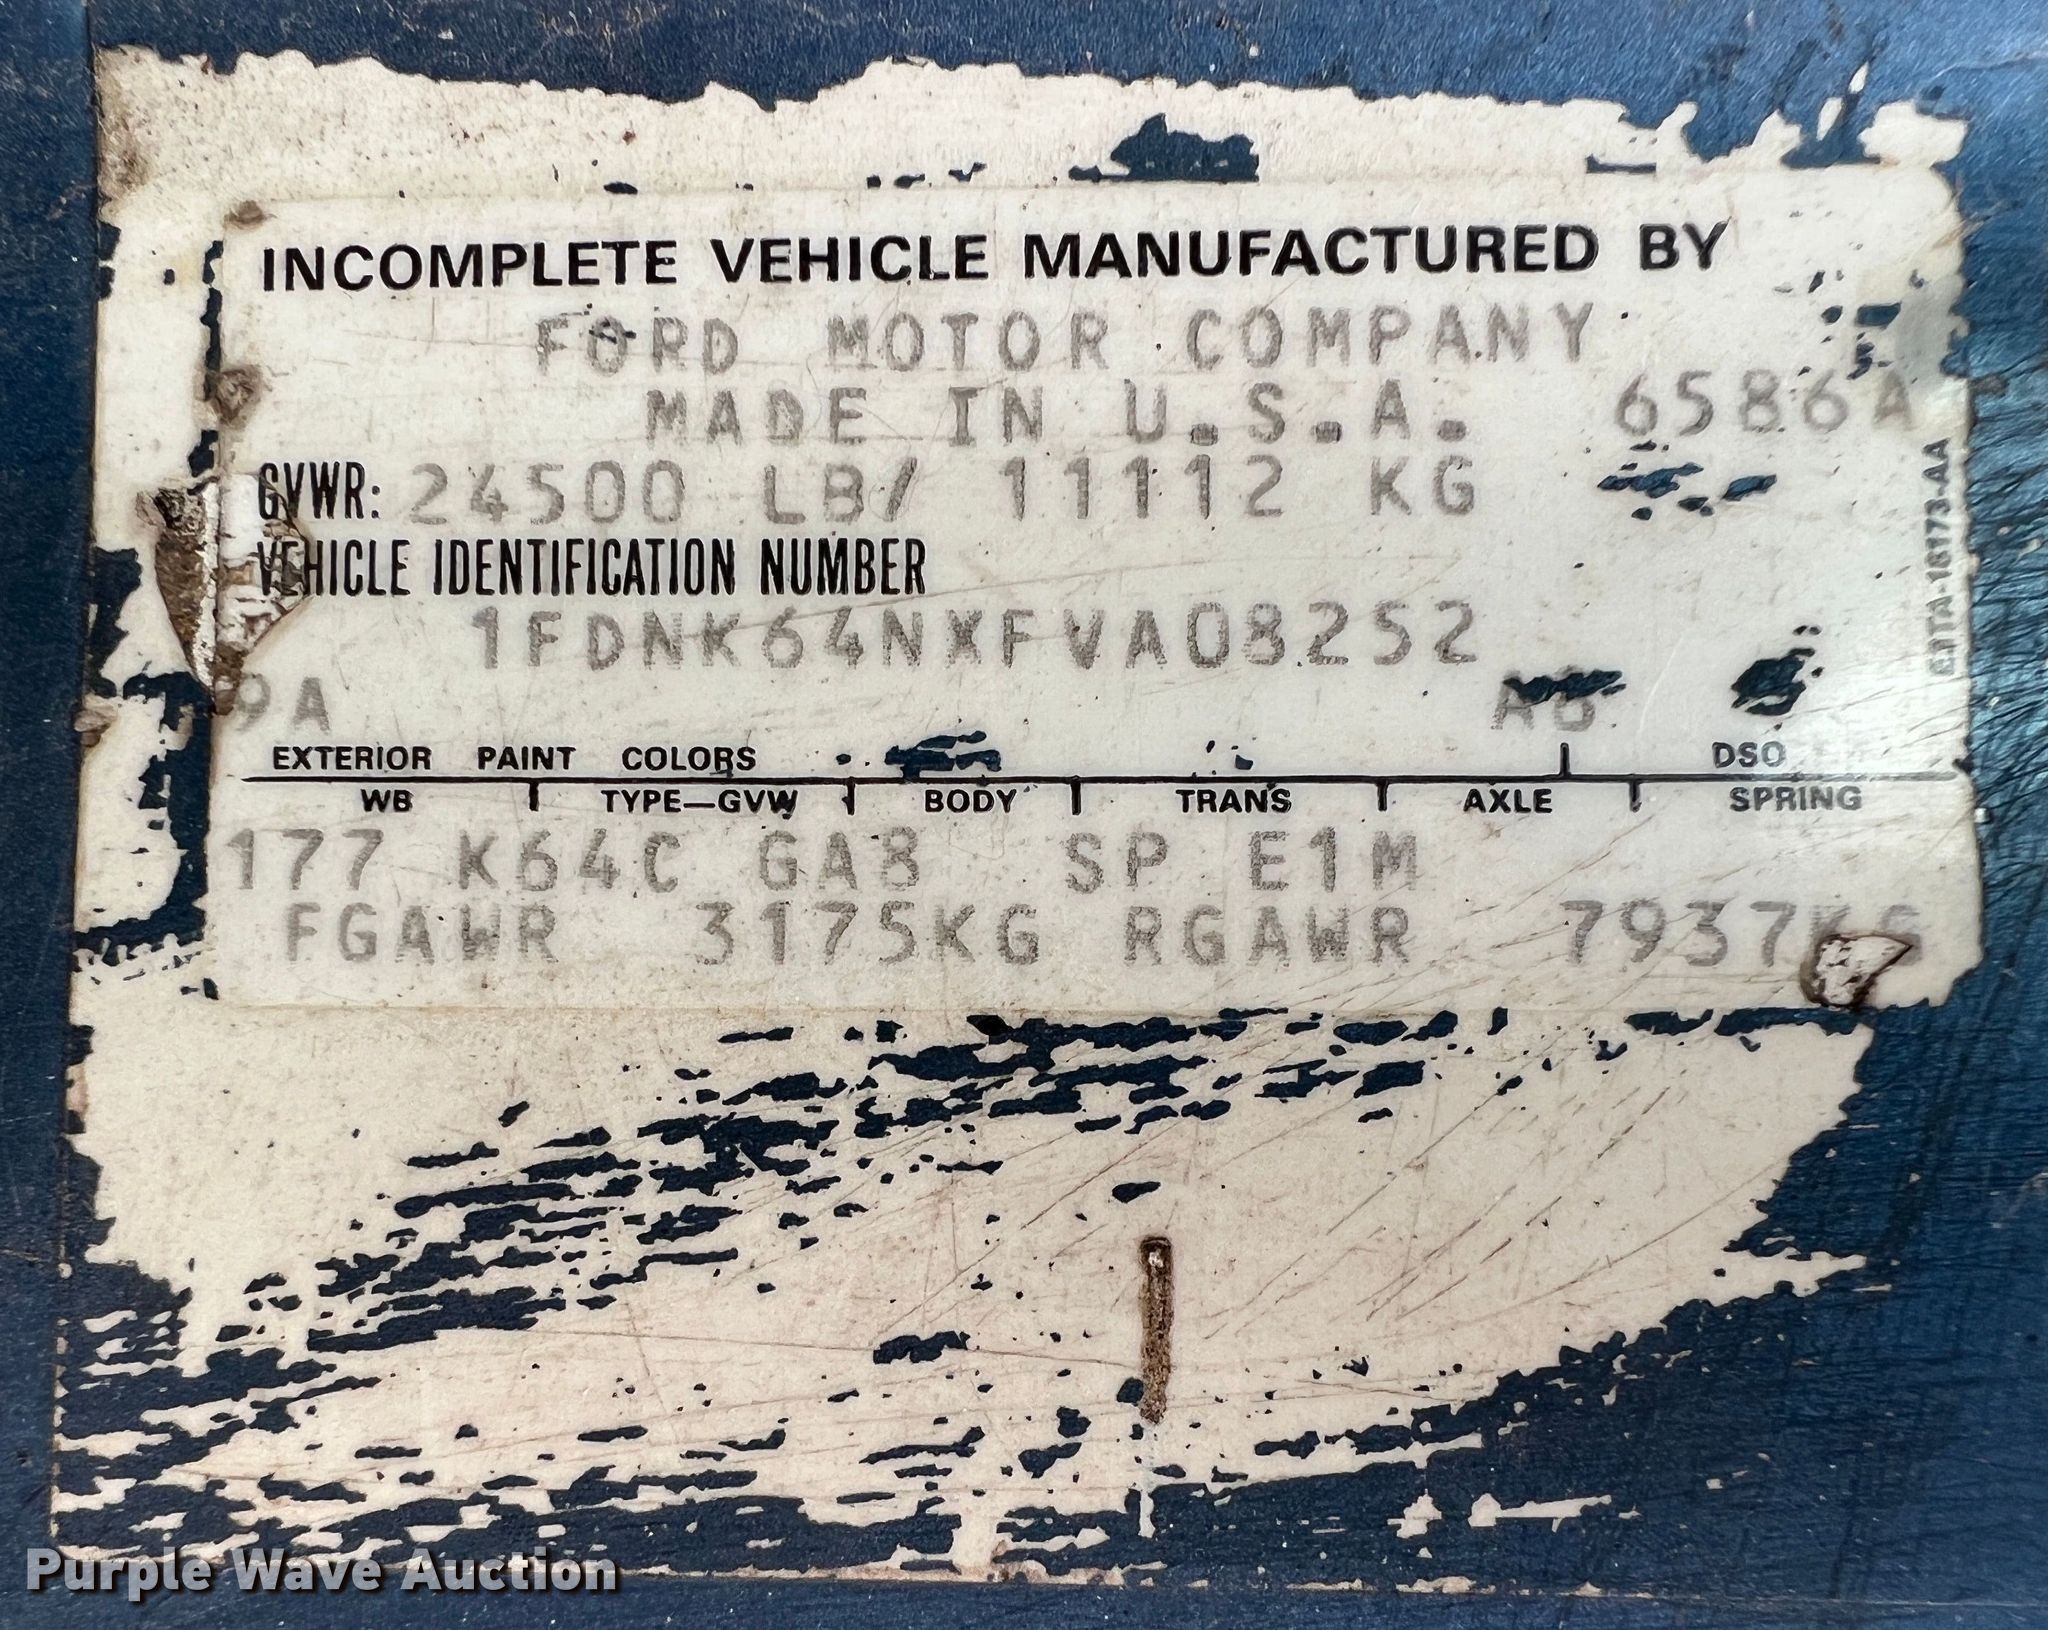 INCOMPLETE VEHICLE MANUFACTURED BY
FORD MOTOR COMPANY
MADE IN U.S.A. 6586A
GVWR: 24500 LB/ 11112 KG
VEHICLE IDENTIFICATION NUMBER
1FDNK64NXFVA08252
9A
EXTERIOR PAINT COLORS DSO
WB TYPE—GVW BODY TRANS AXLE SPRING
177 K64C GA8 SP E1M
FGAWR 3175KG RGAWR 7937KG
Purple Wave Auction